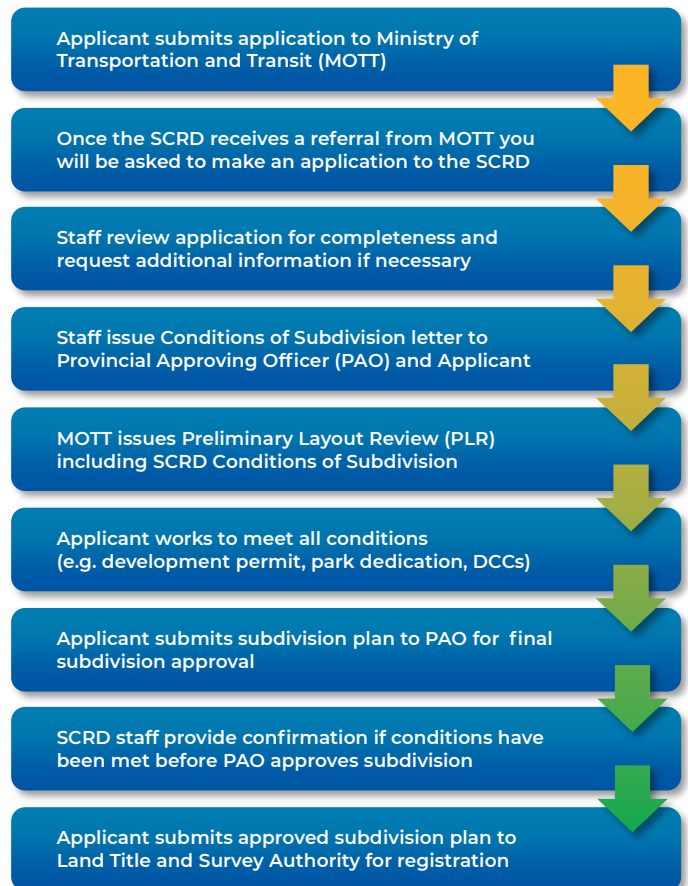 Applicant submits application to Ministry of
Transportation and Transit (MOTT)
Once the SCRD receives a referral from MOTT you
will be asked to make an application to the SCRD
Staff review application for completeness and
request additional information if necessary
Staff issue Conditions of Subdivision letter to
Provincial Approving Officer (PAO) and Applicant
MOTT issues Preliminary Layout Review (PLR)
including SCRD Conditions of Subdivision
Applicant works to meet all conditions
(e.g. development permit, park dedication, DCCs)
Applicant submits subdivision plan to PAO for final
subdivision approval
SCRD staff provide confirmation if conditions have
been met before PAO approves subdivision
Applicant submits approved subdivision plan to
Land Title and Survey Authority for registration